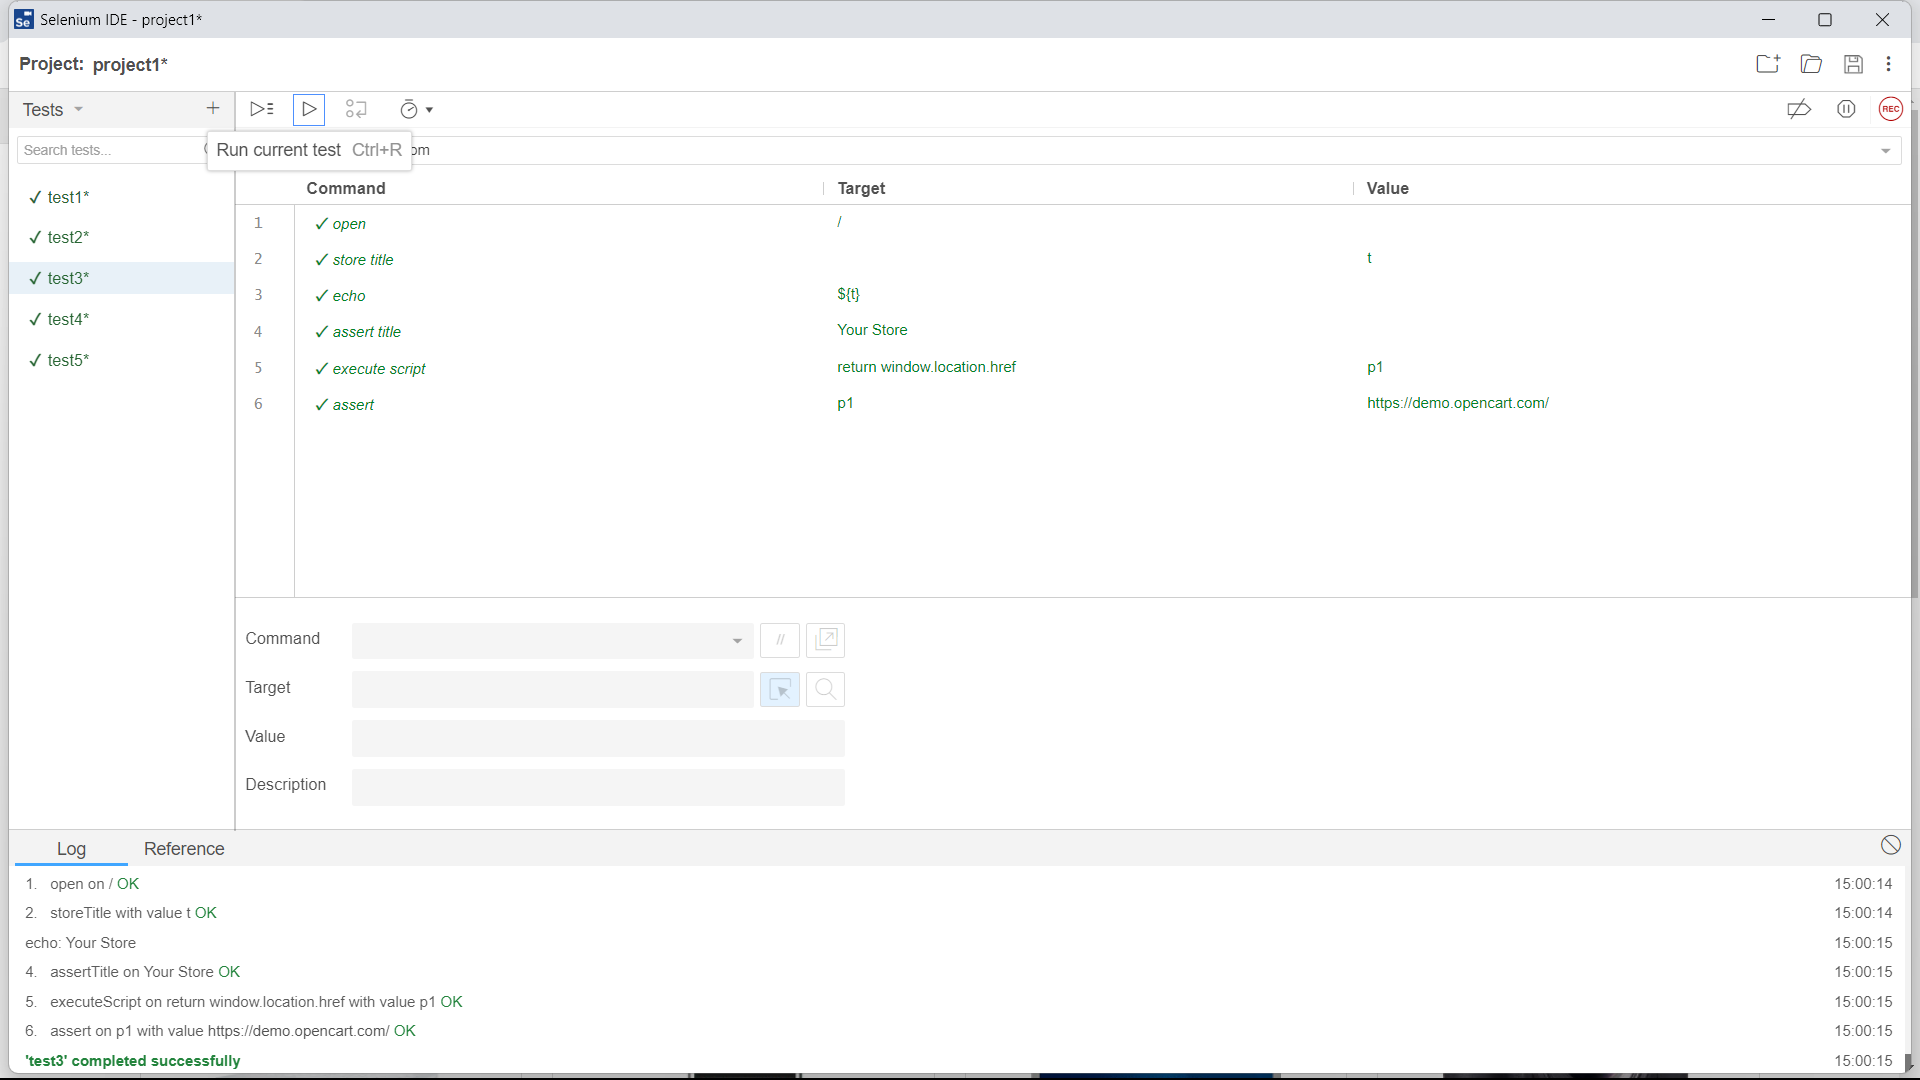 Selenium IDE - project1*
Project: project1*
Tests
Run current test Ctrl+R
om
Search tests...
Command Target Value
test1*
test2*
test3*
test4*
test5*
1 open /
2 store title t
3 echo ${t}
4 assert title Your Store
5 execute script return window.location.href p1
6 assert p1 https://demo.opencart.com/
REC
Command //
Target
Value
Description
Log Reference
1. open on / OK 15:00:14
2. storeTitle with value t OK 15:00:14
echo: Your Store 15:00:15
4. assertTitle on Your Store OK 15:00:15
5. executeScript on return window.location.href with value p1 OK 15:00:15
6. assert on p1 with value https://demo.opencart.com/ OK 15:00:15
'test3' completed successfully 15:00:15